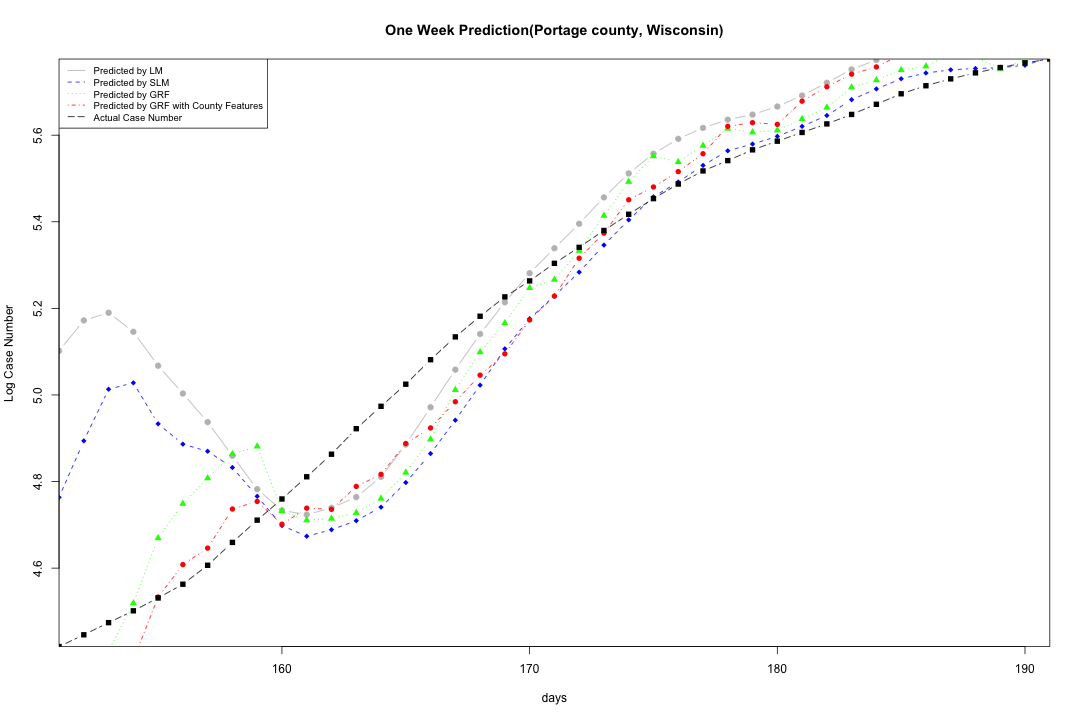 One Week Prediction(Portage county, Wisconsin)
Predicted by LM
Predicted by SLM
Predicted by GRF
Predicted by GRF with County Features
Actual Case Number
5.6
5.4
5.2
5.0
4.8
4.6
Log Case Number
160
170
180
190
days